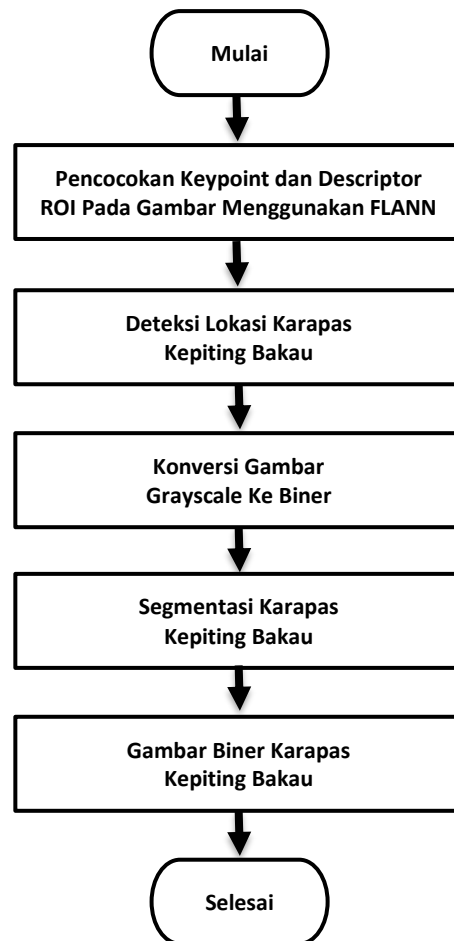 Mulai
Pencocokan Keypoint dan Descriptor
ROI Pada Gambar Menggunakan FLANN
Deteksi Lokasi Karapas
Kepiting Bakau
Konversi Gambar
Grayscale Ke Biner
Segmentasi Karapas
Kepiting Bakau
Gambar Biner Karapas
Kepiting Bakau
Selesai